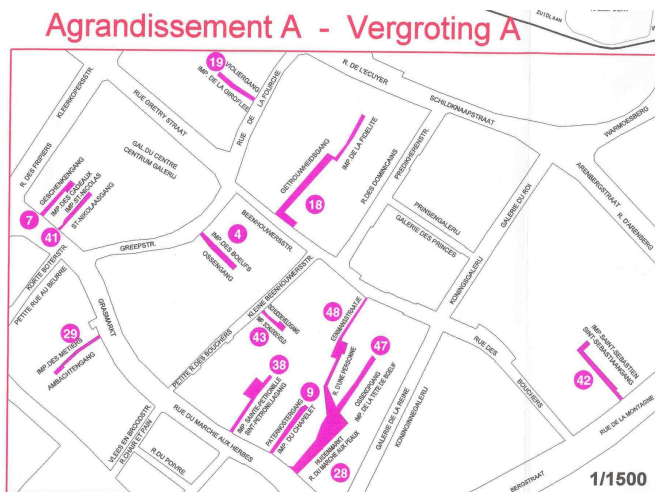 Agrandissement A - Vergroting A
ZUIDLAAN
19
VIOLIERGANG
IMP. DE LA GIROFLEE
KLEERKOPERSSTR.
R. DES FRIPIERS
RUE GRETRY STRAAT
RUE DE LA FOURCHE
R. DE L'ECUYER
SCHILDKNAAPSTRAAT
WARMOESBERG
ARENBERGSTRAAT
R. D'ARENBERG
GAL.DU CENTRE
CENTRUM GALERIJ
GETROUWHEIDSGANG
IMP. DE LA FIDELITE
18
R.DES DOMINICAINS
PREDIKHERENSTR.
PRINSENGALERIJ
GALERIE DES PRINCES
GALERIE DU ROI
KONINGSGALERIJ
GESCHENKENGANG
IMP.DES CADEAUX
IMP.ST-NICOLAS
ST-NIKOLAASGANG
7
41
KORTE BOTERSTR.
PETITE RUE AU BEURRE
GREEPSTR.
GRASMARKT
4
IMP. DES BOEUFS
OSSENGANG
BEENHOUWERSSTR.
KLEINE BEENHOUWERSSTR.
PETITE R. DES BOUCHERS
43
48
EENMANSSTRAATJE
R. D'UNE PERSONNE
47
OSSEKOPGANG
IMP. DE LA TETE DE BOEUF
29
IMP. DES METIERS
AMBACHTENGANG
38
IMP. SAINTE-PETRONILLE
SINT-PETRONELLAGANG
9
PATERNOSTERGANG
IMP. DU CHAPELET
HUIDENMARKT
R. DU MARCHE AUX PEAUX
28
GALERIE DE LA REINE
KONINGINNEGALERIJ
RUE DES BOUCHERS
IMP. SAINT-SEBASTIEN
SINT-SEBASTIAANGANG
42
RUE DE LA MONTAGNE
BERGSTRAAT
RUE DU MARCHE AUX HERBES
VLEES EN BROODSTR.
R.CHAIR ET PAIN
R.DU POIVRE
1/1500